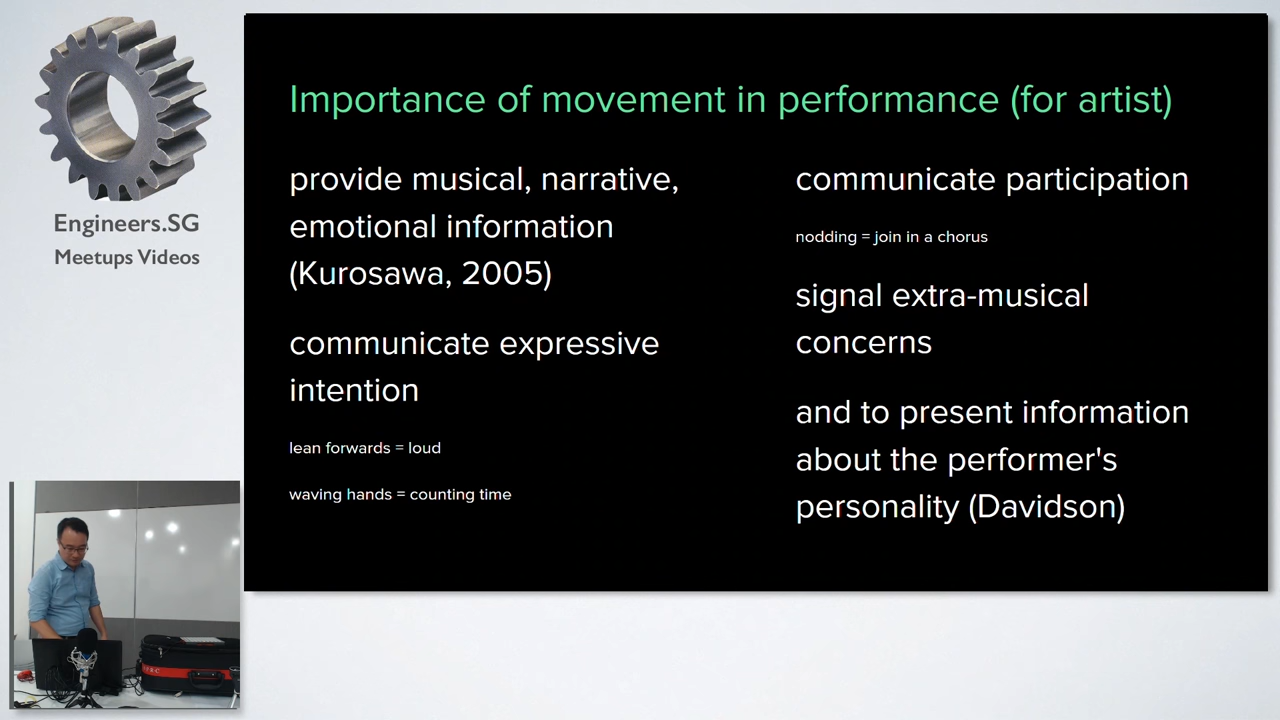 Engineers.SG
Meetups Videos
Importance of movement in performance (for artist)
provide musical, narrative,
emotional information
(Kurosawa, 2005)
communicate expressive
intention
lean forwards = loud
waving hands = counting time
communicate participation
nodding = join in a chorus
signal extra-musical
concerns
and to present information
about the performer's
personality (Davidson)